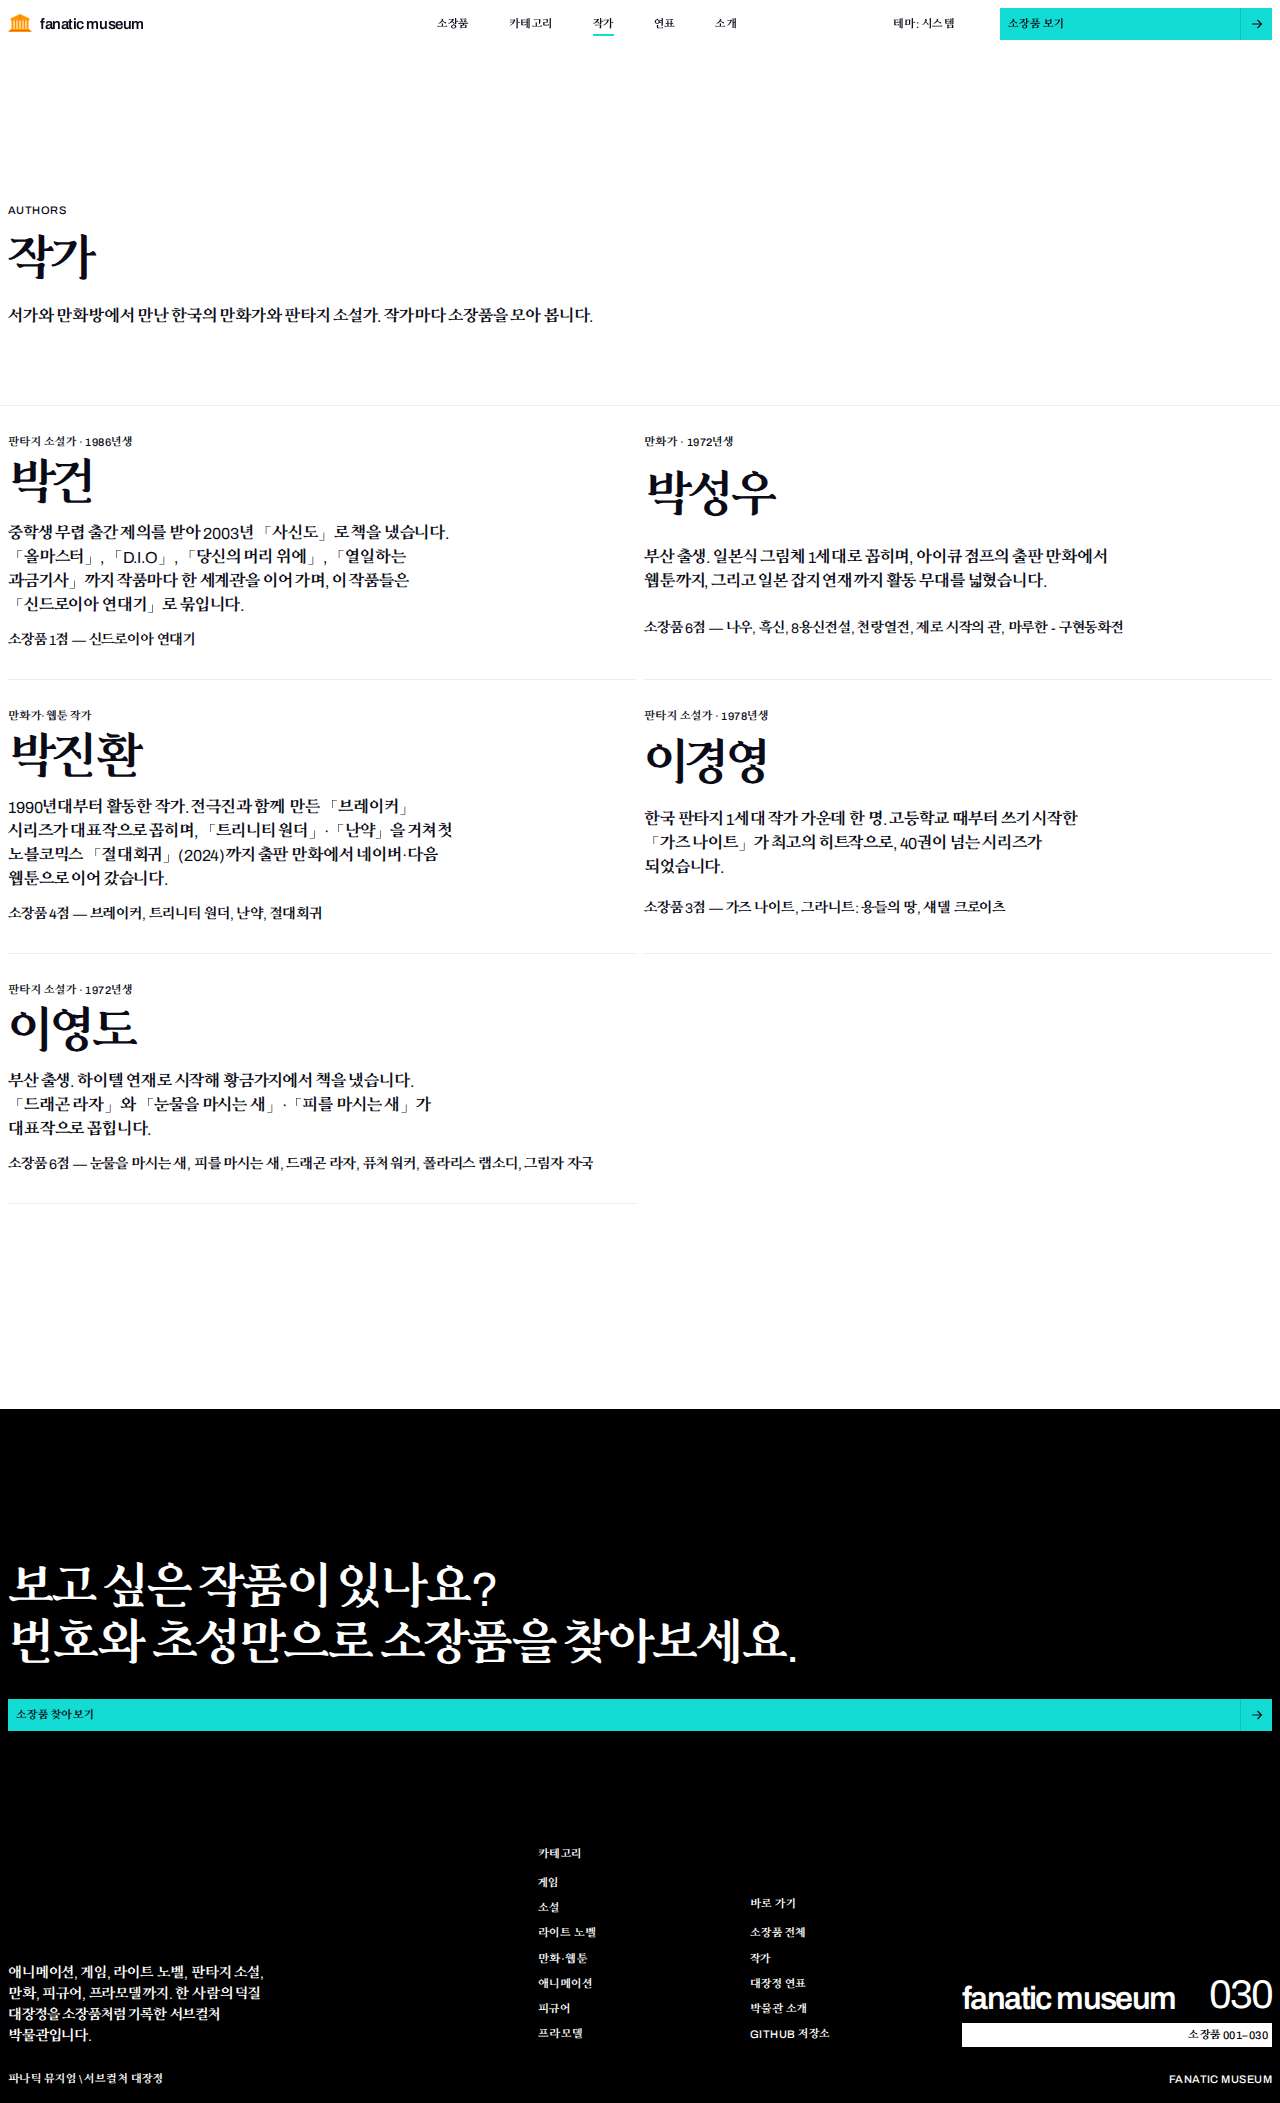 fanatic museum
소장품
카테고리
작가
연표
소개
테마: 시스템
소장품 보기
AUTHORS
작가
서가와 만화방에서 만난 한국의 만화가와 판타지 소설가. 작가마다 소장품을 모아 봅니다.
판타지 소설가 · 1986년생
박건
중학생 무렵 출간 제의를 받아 2003년 「사신도」로 책을 냈습니다.
「올마스터」, 「D.I.O」, 「당신의 머리 위에」, 「열일하는
과금기사」까지 작품마다 한 세계관을 이어 가며, 이 작품들은
「신드로이아 연대기」로 묶입니다.
소장품 1점 — 신드로이아 연대기
만화가 · 1972년생
박성우
부산 출생. 일본식 그림체 1세대로 꼽히며, 아이큐 점프의 출판 만화에서
웹툰까지, 그리고 일본 잡지 연재까지 활동 무대를 넓혔습니다.
소장품 6점 — 나우, 흑신, 8용신전설, 천랑열전, 제로 시작의 관, 마루한 - 구현동화전
만화가·웹툰 작가
박진환
1990년대부터 활동한 작가. 전극진과 함께 만든 「브레이커」
시리즈가 대표작으로 꼽히며, 「트리니티 원더」·「난약」을 거쳐 첫
노블코믹스 「절대회귀」(2024)까지 출판 만화에서 네이버·다음
웹툰으로 이어 갔습니다.
소장품 4점 — 브레이커, 트리니티 원더, 난약, 절대회귀
판타지 소설가 · 1978년생
이경영
한국 판타지 1세대 작가 가운데 한 명. 고등학교 때부터 쓰기 시작한
「가즈 나이트」가 최고의 히트작으로, 40권이 넘는 시리즈가
되었습니다.
소장품 3점 — 가즈 나이트, 그라니트: 용들의 땅, 섀델 크로이츠
판타지 소설가 · 1972년생
이영도
부산 출생. 하이텔 연재로 시작해 황금가지에서 책을 냈습니다.
「드래곤 라자」와 「눈물을 마시는 새」·「피를 마시는 새」가
대표작으로 꼽힙니다.
소장품 6점 — 눈물을 마시는 새, 피를 마시는 새, 드래곤 라자, 퓨처 워커, 폴라리스 랩소디, 그림자 자국
보고 싶은 작품이 있나요?
번호와 초성만으로 소장품을 찾아보세요.
소장품 찾아보기
애니메이션, 게임, 라이트 노벨, 판타지 소설,
만화, 피규어, 프라모델까지. 한 사람의 덕질
대장정을 소장품처럼 기록한 서브컬처
박물관입니다.
카테고리
게임
소설
라이트 노벨
만화·웹툰
애니메이션
피규어
프라모델
바로 가기
소장품 전체
작가
대장정 연표
박물관 소개
GITHUB 저장소
fanatic museum 030
소장품 001–030
파나틱 뮤지엄 \ 서브컬처 대장정
FANATIC MUSEUM